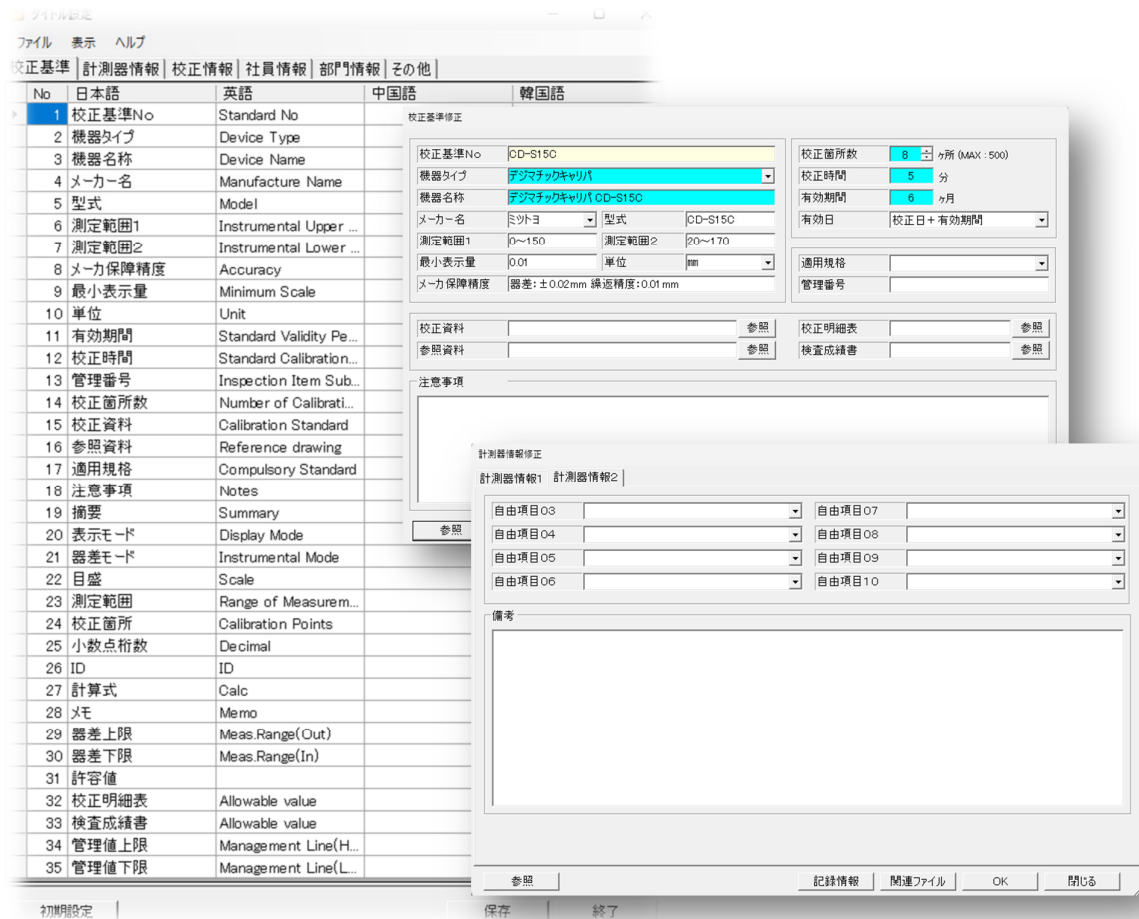 タイトル設定
ファイル 表示 ヘルプ
校正基準 計測器情報 校正情報 社員情報 部門情報 その他
No 日本語 英語 中国語 韓国語
1 校正基準No Standard No
2 機器タイプ Device Type
3 機器名称 Device Name
4 メーカー名 Manufacture Name
5 型式 Model
6 測定範囲1 Instrumental Upper ...
7 測定範囲2 Instrumental Lower ...
8 メーカ保障精度 Accuracy
9 最小表示量 Minimum Scale
10 単位 Unit
11 有効期間 Standard Validity Pe...
12 校正時間 Standard Calibration...
13 管理番号 Inspection Item Sub...
14 校正箇所数 Number of Calibrati...
15 校正資料 Calibration Standard
16 参照資料 Reference drawing
17 適用規格 Compulsory Standard
18 注意事項 Notes
19 摘要 Summary
20 表示モード Display Mode
21 器差モード Instrumental Mode
22 目盛 Scale
23 測定範囲 Range of Measurem...
24 校正箇所 Calibration Points
25 小数点桁数 Decimal
26 ID ID
27 計算式 Calc
28 メモ Memo
29 器差上限 Meas.Range(Out)
30 器差下限 Meas.Range(In)
31 許容値
32 校正明細表 Allowable value
33 検査成績書 Allowable value
34 管理値上限 Management Line(H...
35 管理値下限 Management Line(L...
初期設定 保存 終了
校正基準修正
校正基準No CD-S15C
機器タイプ デジマチックキャリパ
機器名称 デジマチックキャリパ CD-S15C
メーカー名 ミツトヨ 型式 CD-S15C
測定範囲1 0～150 測定範囲2 20～170
最小表示量 0.01 単位 mm
メーカ保障精度 器差:±0.02mm 繰返精度:0.01mm
校正箇所数 8 ヶ所 (MAX : 500)
校正時間 5 分
有効期間 6 ヶ月
有効日 校正日+有効期間
適用規格
管理番号
校正資料 参照 校正明細表 参照
参照資料 参照 検査成績書 参照
注意事項
参照
計測器情報修正
計測器情報1 計測器情報2
自由項目03 自由項目07
自由項目04 自由項目08
自由項目05 自由項目09
自由項目06 自由項目10
備考
参照 記録情報 関連ファイル OK 閉じる